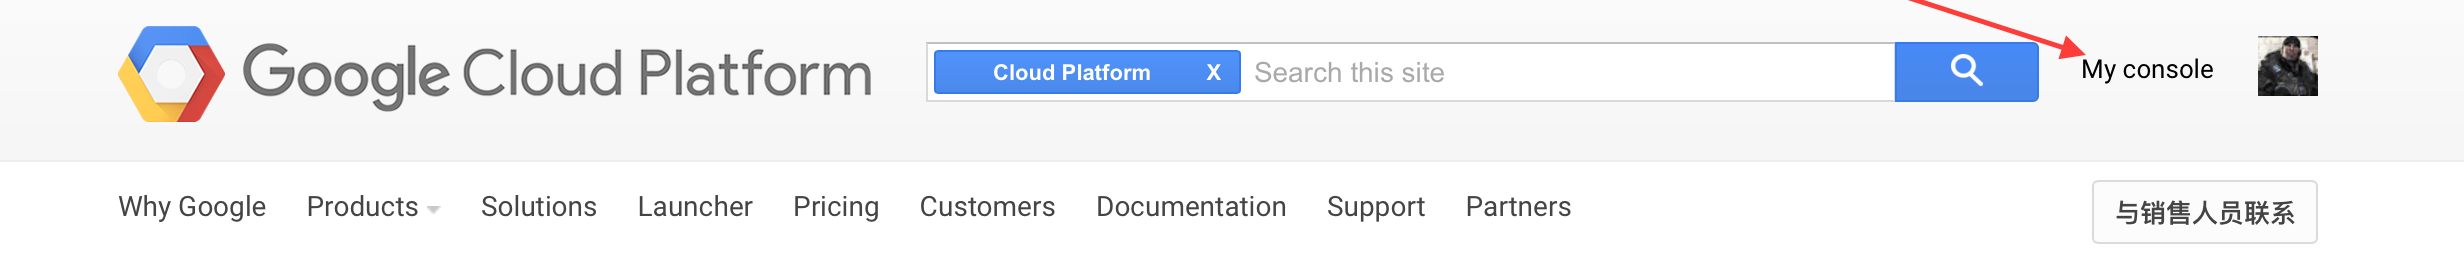 Google Cloud Platform
Cloud Platform X Search this site
My console
Why Google Products Solutions Launcher Pricing Customers Documentation Support Partners
与销售人员联系